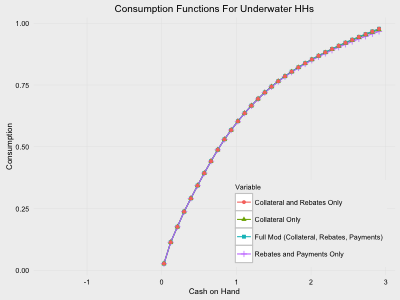 Consumption Functions For Underwater HHs
1.00
0.75
0.50
0.25
0.00
Consumption
Variable
Collateral and Rebates Only
Collateral Only
Full Mod (Collateral, Rebates, Payments)
Rebates and Payments Only
-1
0
1
2
3
Cash on Hand